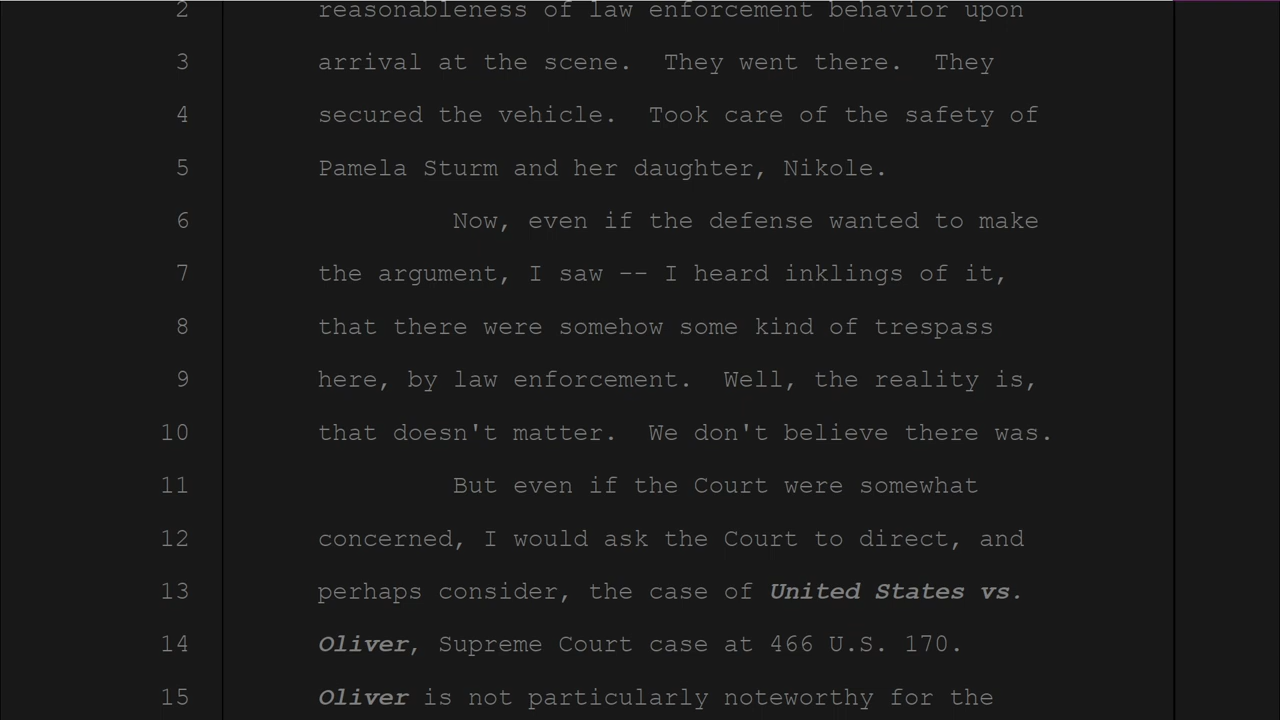 2 reasonableness of law enforcement behavior upon
3 arrival at the scene. They went there. They
4 secured the vehicle. Took care of the safety of
5 Pamela Sturm and her daughter, Nikole.
6 Now, even if the defense wanted to make
7 the argument, I saw -- I heard inklings of it,
8 that there were somehow some kind of trespass
9 here, by law enforcement. Well, the reality is,
10 that doesn't matter. We don't believe there was.
11 But even if the Court were somewhat
12 concerned, I would ask the Court to direct, and
13 perhaps consider, the case of United States vs.
14 Oliver, Supreme Court case at 466 U.S. 170.
15 Oliver is not particularly noteworthy for the